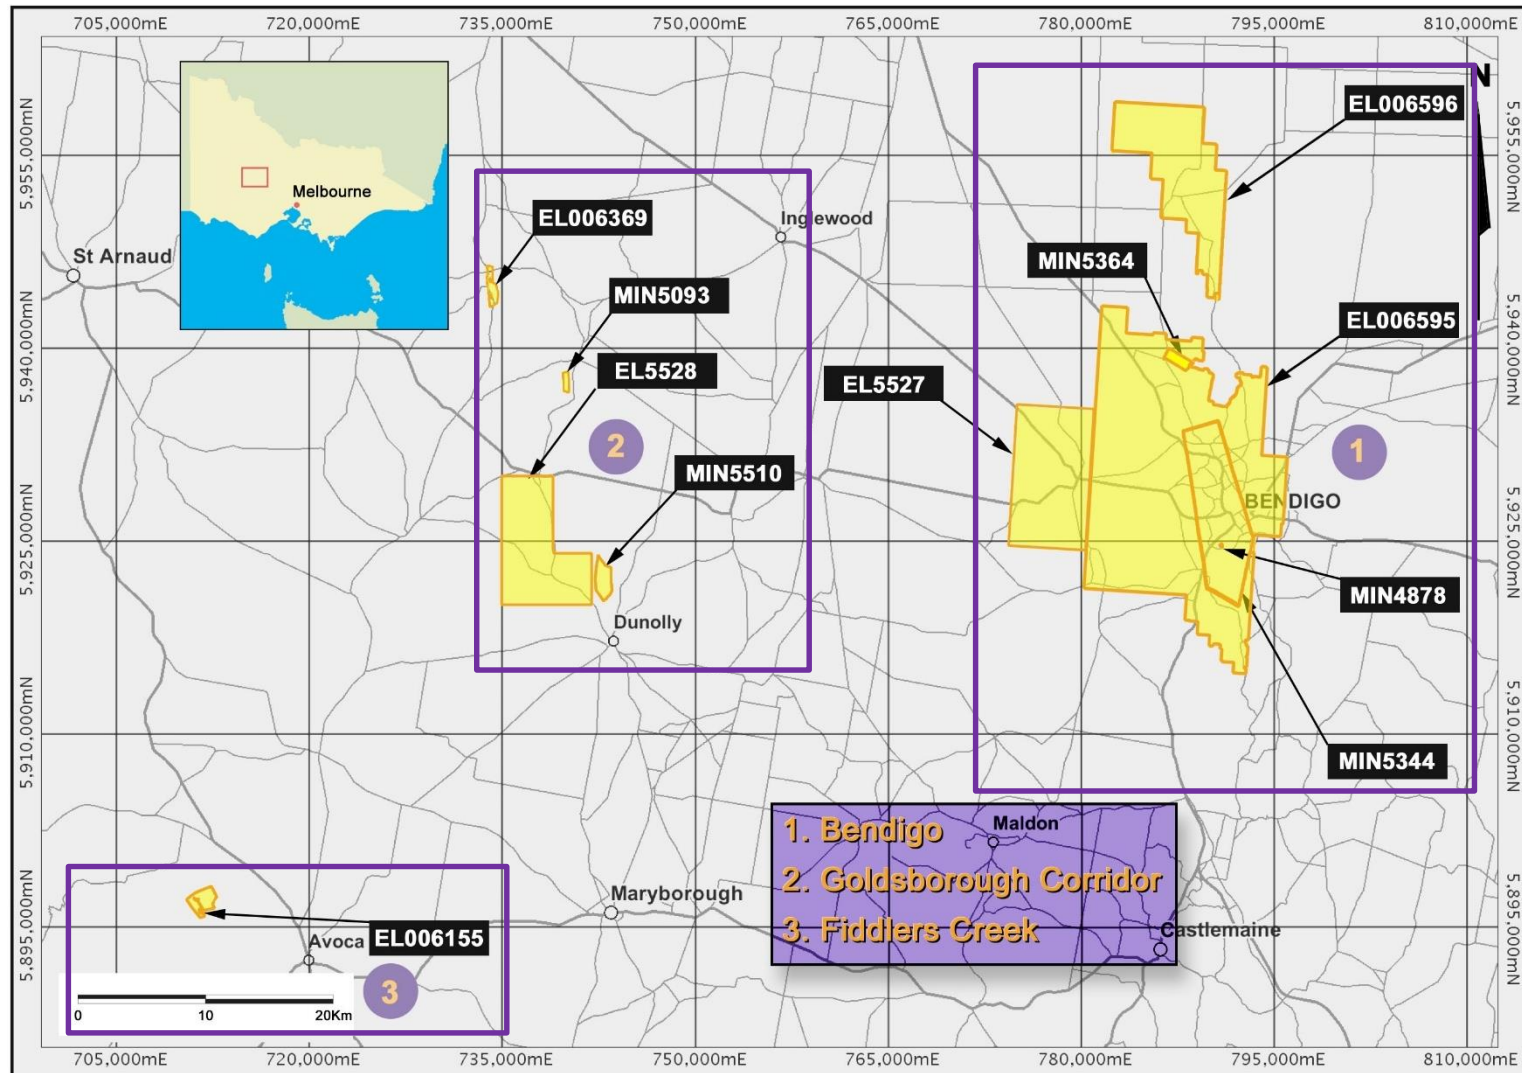 705,000mE 720,000mE 735,000mE 750,000mE 765,000mE 780,000mE 795,000mE 810,000mE
N
5,955,000mN
5,955,000mN
EL006596
Melbourne
EL006369
Inglewood
St Arnaud
MIN5364
MIN5093
EL006595
5,940,000mN
5,940,000mN
EL5528
EL5527
2
1
MIN5510
BENDIGO
5,925,000mN
5,925,000mN
MIN4878
Dunolly
5,910,000mN
5,910,000mN
MIN5344
1. Bendigo
Maldon
2. Goldsborough Corridor
3. Fiddlers Creek
Castlemaine
Maryborough
5,895,000mN
5,895,000mN
EL006155
Avoca
3
0 10 20Km
705,000mE 720,000mE 735,000mE 750,000mE 765,000mE 780,000mE 795,000mE 810,000mE